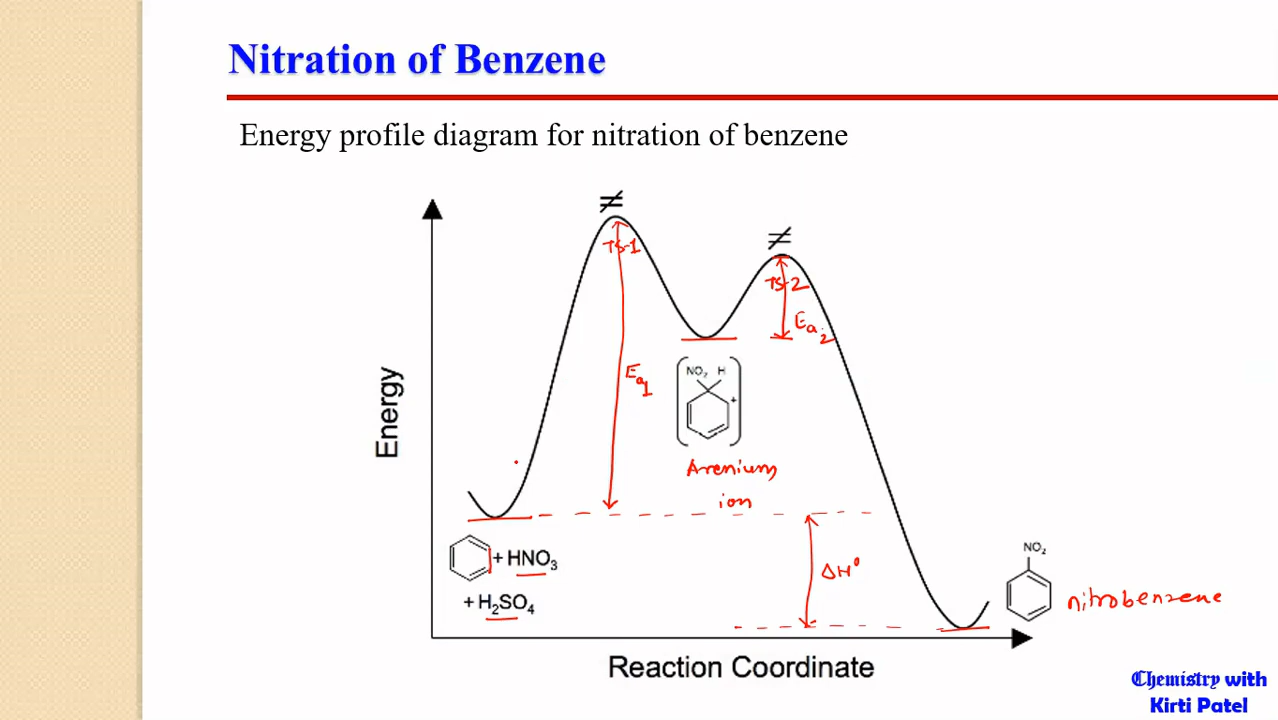 Nitration of Benzene
Energy profile diagram for nitration of benzene
≠
≠
TS-1
TS-2
Ea1
Ea2
Energy
NO2 H
+
Arenium
ion
+ HNO3
+ H2SO4
ΔH°
NO2
nitrobenzene
Reaction Coordinate
Chemistry with
Kirti Patel